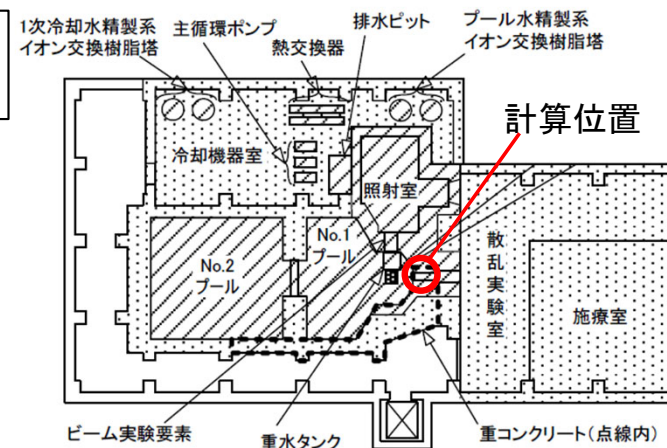 1次冷却水精製系
イオン交換樹脂塔
主循環ポンプ
熱交換器
排水ピット
プール水精製系
イオン交換樹脂塔
計算位置
冷却機器室
照射室
No.1
プール
No.2
プール
散乱実験室
施療室
ビーム実験要素
重水タンク
重コンクリート(点線内)